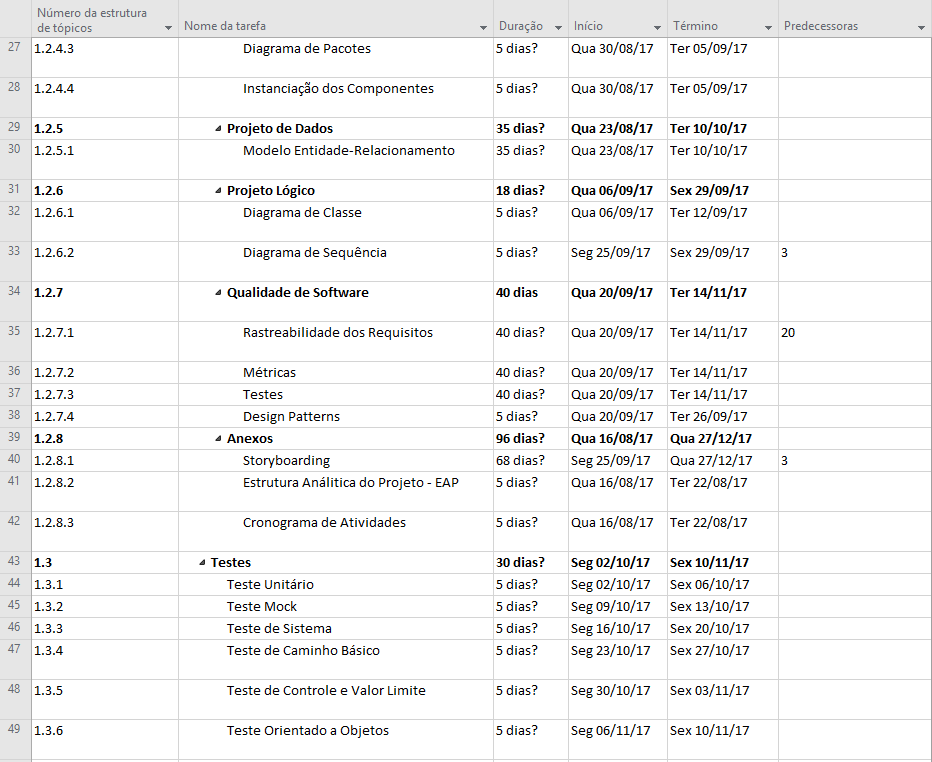 Número da estrutura de tópicos Nome da tarefa Duração Início Término Predecessoras
27 1.2.4.3 Diagrama de Pacotes 5 dias? Qua 30/08/17 Ter 05/09/17
28 1.2.4.4 Instanciação dos Componentes 5 dias? Qua 30/08/17 Ter 05/09/17
29 1.2.5 Projeto de Dados 35 dias? Qua 23/08/17 Ter 10/10/17
30 1.2.5.1 Modelo Entidade-Relacionamento 35 dias? Qua 23/08/17 Ter 10/10/17
31 1.2.6 Projeto Lógico 18 dias? Qua 06/09/17 Sex 29/09/17
32 1.2.6.1 Diagrama de Classe 5 dias? Qua 06/09/17 Ter 12/09/17
33 1.2.6.2 Diagrama de Sequência 5 dias? Seg 25/09/17 Sex 29/09/17 3
34 1.2.7 Qualidade de Software 40 dias Qua 20/09/17 Ter 14/11/17
35 1.2.7.1 Rastreabilidade dos Requisitos 40 dias? Qua 20/09/17 Ter 14/11/17 20
36 1.2.7.2 Métricas 40 dias? Qua 20/09/17 Ter 14/11/17
37 1.2.7.3 Testes 40 dias? Qua 20/09/17 Ter 14/11/17
38 1.2.7.4 Design Patterns 5 dias? Qua 20/09/17 Ter 26/09/17
39 1.2.8 Anexos 96 dias? Qua 16/08/17 Qua 27/12/17
40 1.2.8.1 Storyboarding 68 dias? Seg 25/09/17 Qua 27/12/17 3
41 1.2.8.2 Estrutura Análitica do Projeto - EAP 5 dias? Qua 16/08/17 Ter 22/08/17
42 1.2.8.3 Cronograma de Atividades 5 dias? Qua 16/08/17 Ter 22/08/17
43 1.3 Testes 30 dias? Seg 02/10/17 Sex 10/11/17
44 1.3.1 Teste Unitário 5 dias? Seg 02/10/17 Sex 06/10/17
45 1.3.2 Teste Mock 5 dias? Seg 09/10/17 Sex 13/10/17
46 1.3.3 Teste de Sistema 5 dias? Seg 16/10/17 Sex 20/10/17
47 1.3.4 Teste de Caminho Básico 5 dias? Seg 23/10/17 Sex 27/10/17
48 1.3.5 Teste de Controle e Valor Limite 5 dias? Seg 30/10/17 Sex 03/11/17
49 1.3.6 Teste Orientado a Objetos 5 dias? Seg 06/11/17 Sex 10/11/17